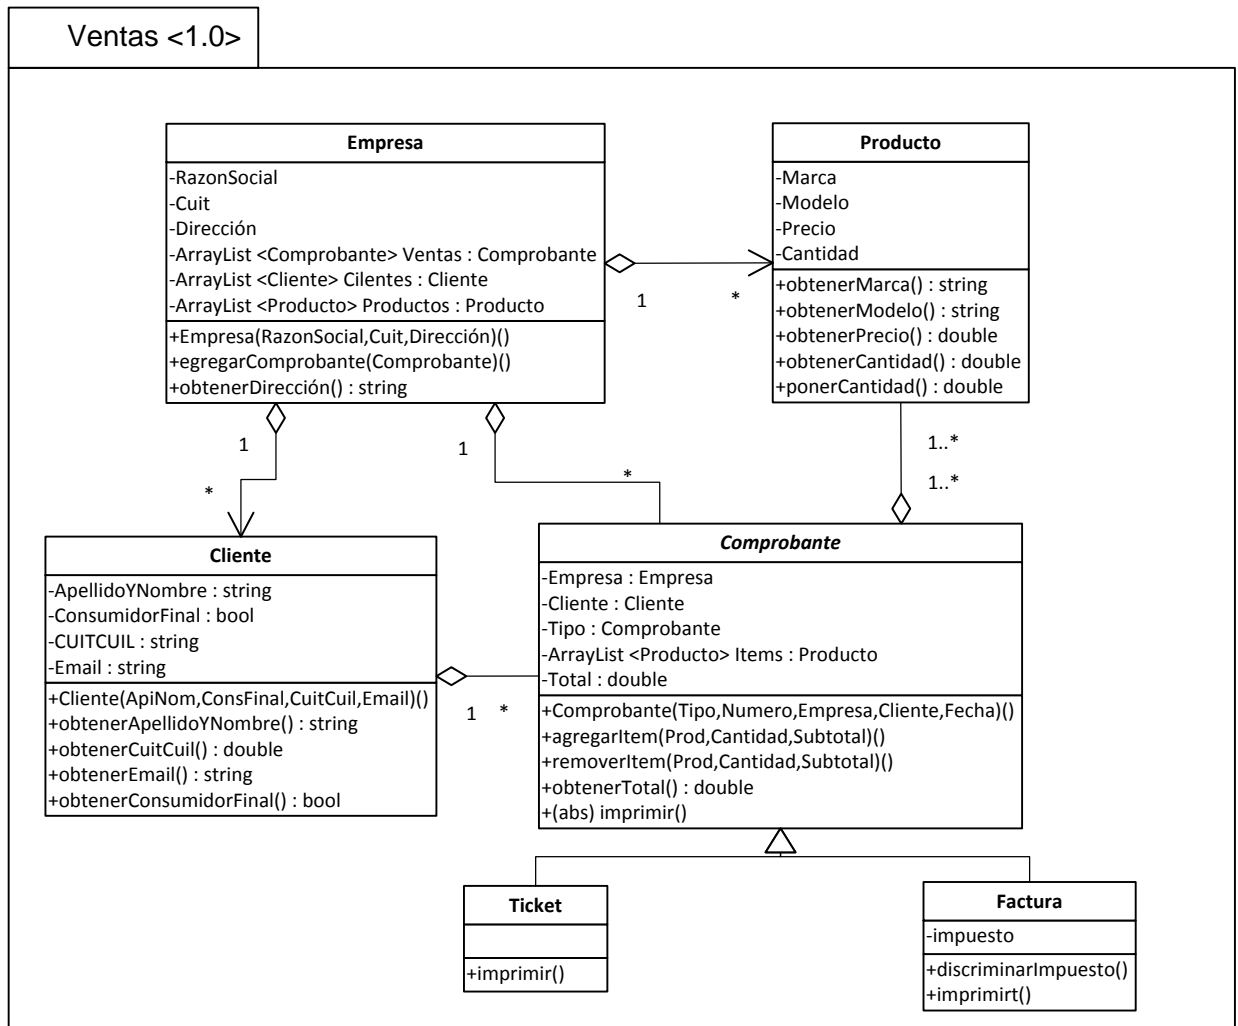 Ventas <1.0>
Empresa
-RazonSocial
-Cuit
-Dirección
-ArrayList <Comprobante> Ventas : Comprobante
-ArrayList <Cliente> Cilentes : Cliente
-ArrayList <Producto> Productos : Producto
+Empresa(RazonSocial,Cuit,Dirección)()
+egregarComprobante(Comprobante)()
+obtenerDirección() : string
Producto
-Marca
-Modelo
-Precio
-Cantidad
+obtenerMarca() : string
+obtenerModelo() : string
+obtenerPrecio() : double
+obtenerCantidad() : double
+ponerCantidad() : double
1
*
1
*
1
*
1..*
1..*
Cliente
-ApellidoYNombre : string
-ConsumidorFinal : bool
-CUITCUIL : string
-Email : string
+Cliente(ApiNom,ConsFinal,CuitCuil,Email)()
+obtenerApellidoYNombre() : string
+obtenerCuitCuil() : double
+obtenerEmail() : string
+obtenerConsumidorFinal() : bool
1 *
Comprobante
-Empresa : Empresa
-Cliente : Cliente
-Tipo : Comprobante
-ArrayList <Producto> Items : Producto
-Total : double
+Comprobante(Tipo,Numero,Empresa,Cliente,Fecha)()
+agregarItem(Prod,Cantidad,Subtotal)()
+removerItem(Prod,Cantidad,Subtotal)()
+obtenerTotal() : double
+(abs) imprimir()
Ticket
+imprimir()
Factura
-impuesto
+discriminarImpuesto()
+imprimirt()